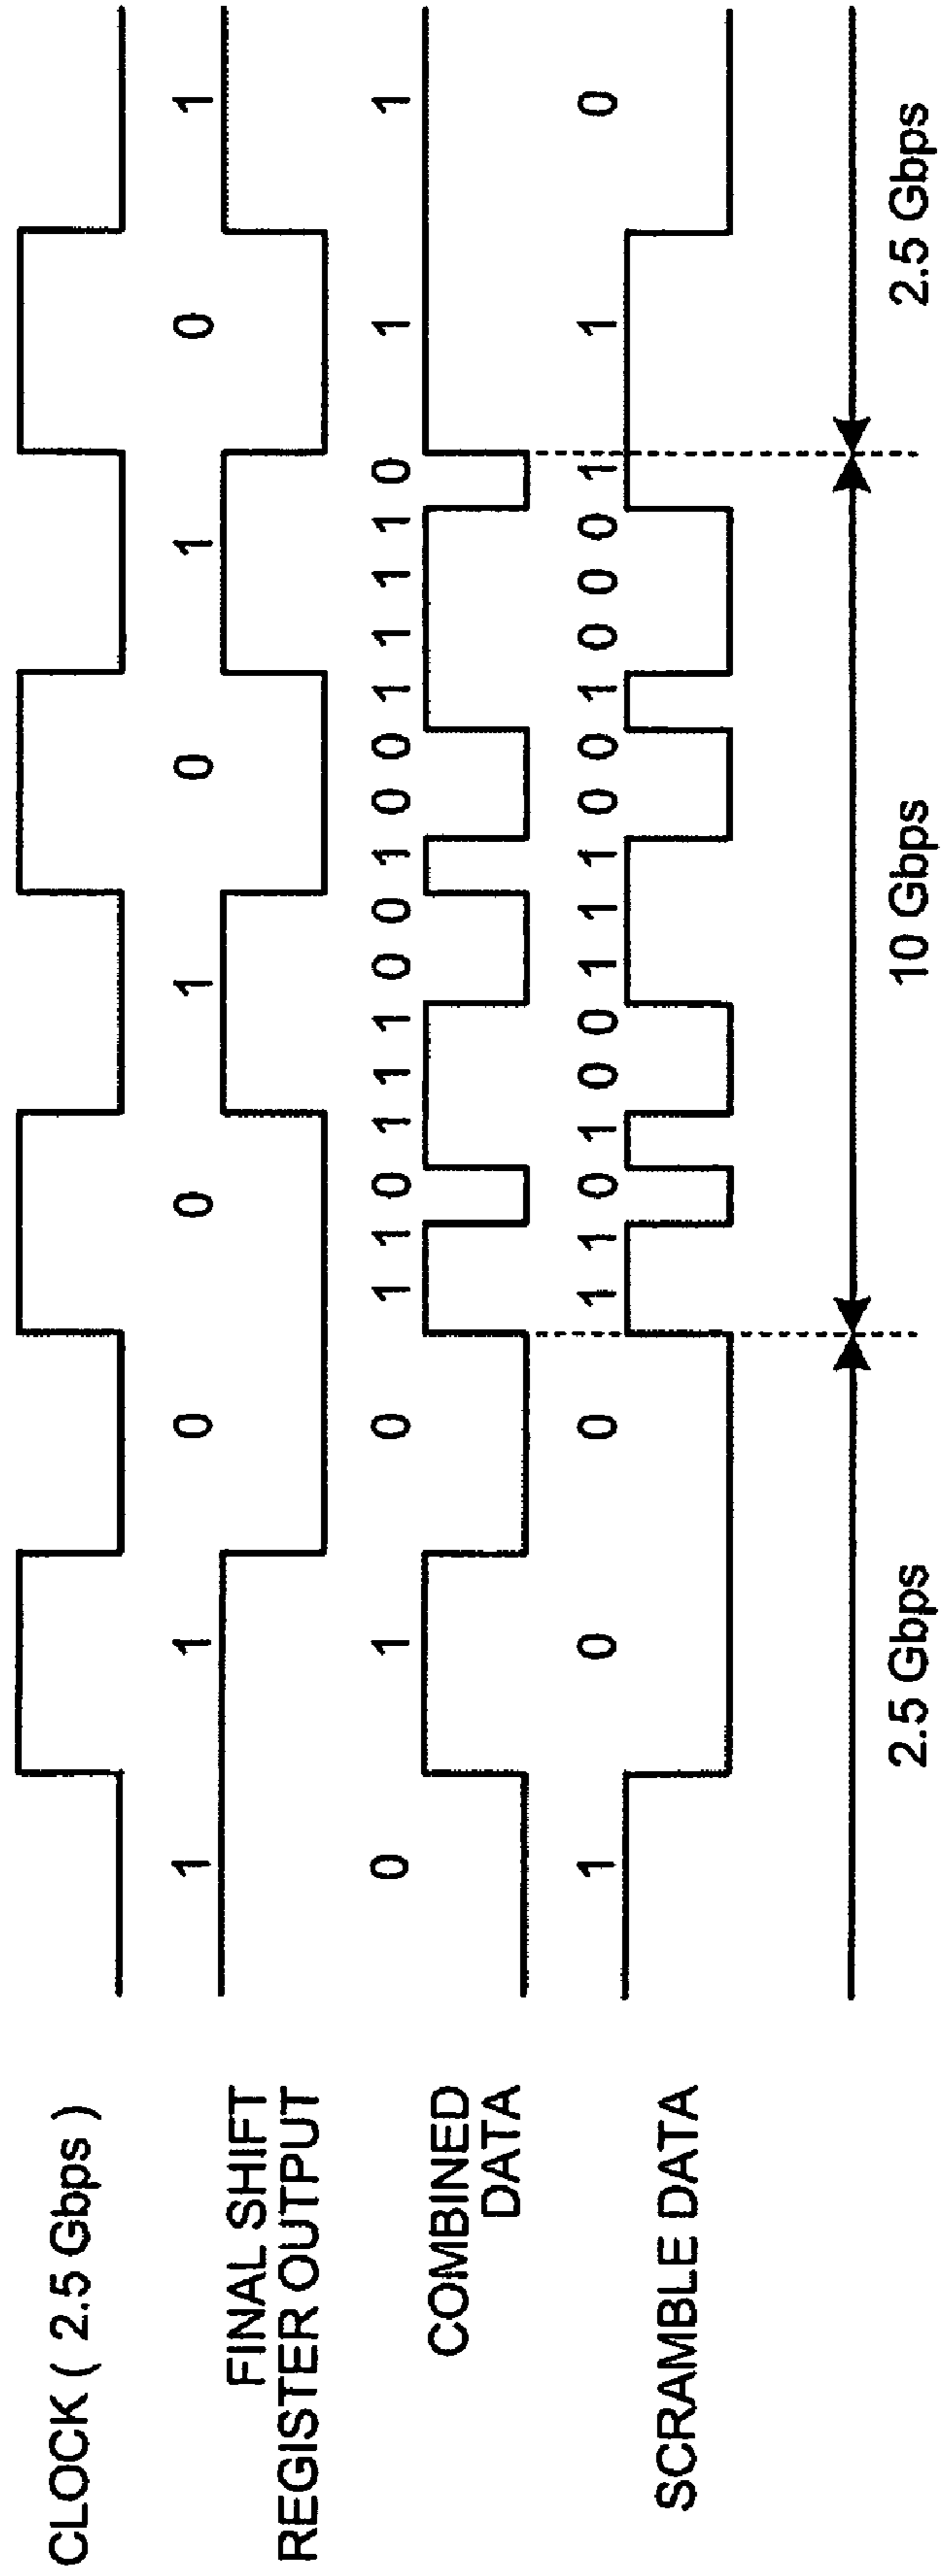 CLOCK ( 2.5 Gbps )
FINAL SHIFT
REGISTER OUTPUT
1 1 0 0 1 0 1 0 1
COMBINED
DATA
0 1 0 1 1 0 1 1 1 0 0 1 0 0 1 1 1 1 0 1 1
SCRAMBLE DATA
1 0 0 1 1 0 1 0 0 1 1 1 0 0 1 0 0 0 1 1 0
2.5 Gbps 10 Gbps 2.5 Gbps